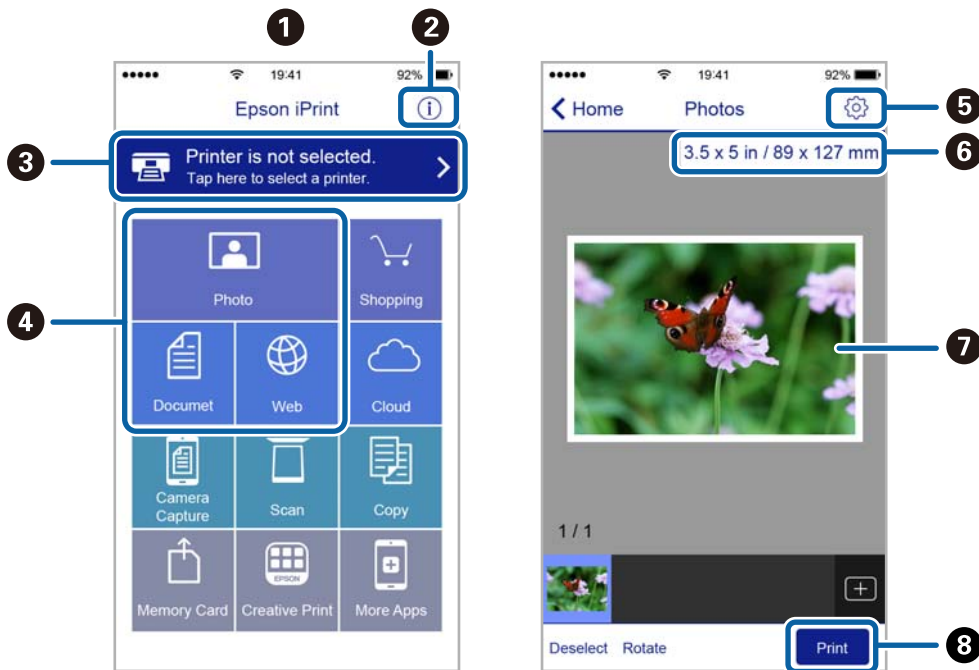 1
2
19:41
92%
Epson iPrint
3
Printer is not selected.
Tap here to select a printer.
4
Photo
Shopping
Documet
Web
Cloud
Camera
Capture
Scan
Copy
EPSON
Memory Card
Creative Print
More Apps
19:41
92%
Home
Photos
5
3.5 x 5 in / 89 x 127 mm
6
7
1 / 1
Deselect
Rotate
Print
8